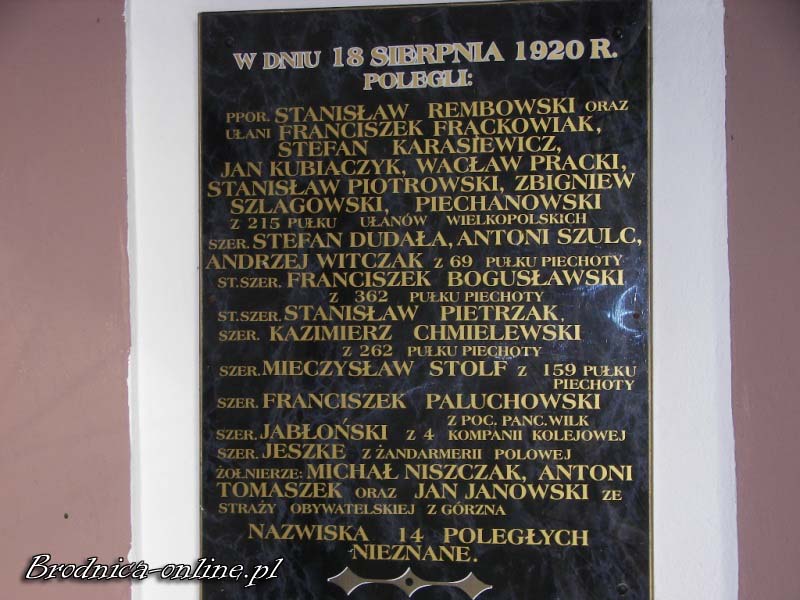 W DNIU 18 SIERPNIA 1920 R.
POLEGLI:
PPOR. STANISŁAW REMBOWSKI ORAZ
UŁANI FRANCISZEK FRĄCKOWIAK,
STEFAN KARASIEWICZ,
JAN KUBIĄCZYK, WACŁAW PRACKI,
STANISŁAW PIOTROWSKI, ZBIGNIEW
SZLAGOWSKI, PIECHANOWSKI
Z 215 PUŁKU UŁANÓW WIELKOPOLSKICH
SZER. STEFAN DUDAŁA, ANTONI SZULC,
ANDRZEJ WITCZAK Z 69 PUŁKU PIECHOTY
ST.SZER. FRANCISZEK BOGUSŁAWSKI
Z 362 PUŁKU PIECHOTY
ST.SZER. STANISŁAW PIETRZAK,
SZER. KAZIMIERZ CHMIELEWSKI
Z 262 PUŁKU PIECHOTY
SZER. MIECZYSŁAW STOLF Z 159 PUŁKU
PIECHOTY
SZER. FRANCISZEK PALUCHOWSKI
Z POC. PANC. WILK
SZER. JABŁOŃSKI Z 4 KOMPANII KOLEJOWEJ
SZER. JESZKE Z ŻANDARMERII POLOWEJ
ŻOŁNIERZE: MICHAŁ NISZCZAK, ANTONI
TOMASZEK ORAZ JAN JANOWSKI ZE
STRAŻY OBYWATELSKIEJ Z GÓRZNA
NAZWISKA 14 POLEGŁYCH
NIEZNANE.
Brodnica-online.pl